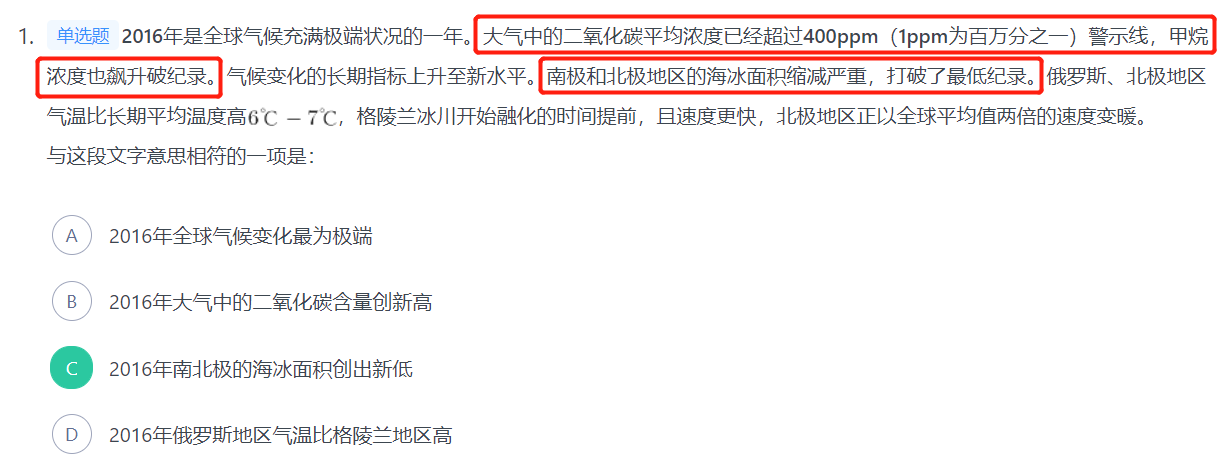 1. 单选题 2016年是全球气候充满极端状况的一年。大气中的二氧化碳平均浓度已经超过400ppm（1ppm为百万分之一）警示线，甲烷
浓度也飙升破纪录。气候变化的长期指标上升至新水平。南极和北极地区的海冰面积缩减严重，打破了最低纪录。俄罗斯、北极地区
气温比长期平均温度高6℃－7℃，格陵兰冰川开始融化的时间提前，且速度更快，北极地区正以全球平均值两倍的速度变暖。
与这段文字意思相符的一项是：
A 2016年全球气候变化最为极端
B 2016年大气中的二氧化碳含量创新高
C 2016年南北极的海冰面积创出新低
D 2016年俄罗斯地区气温比格陵兰地区高